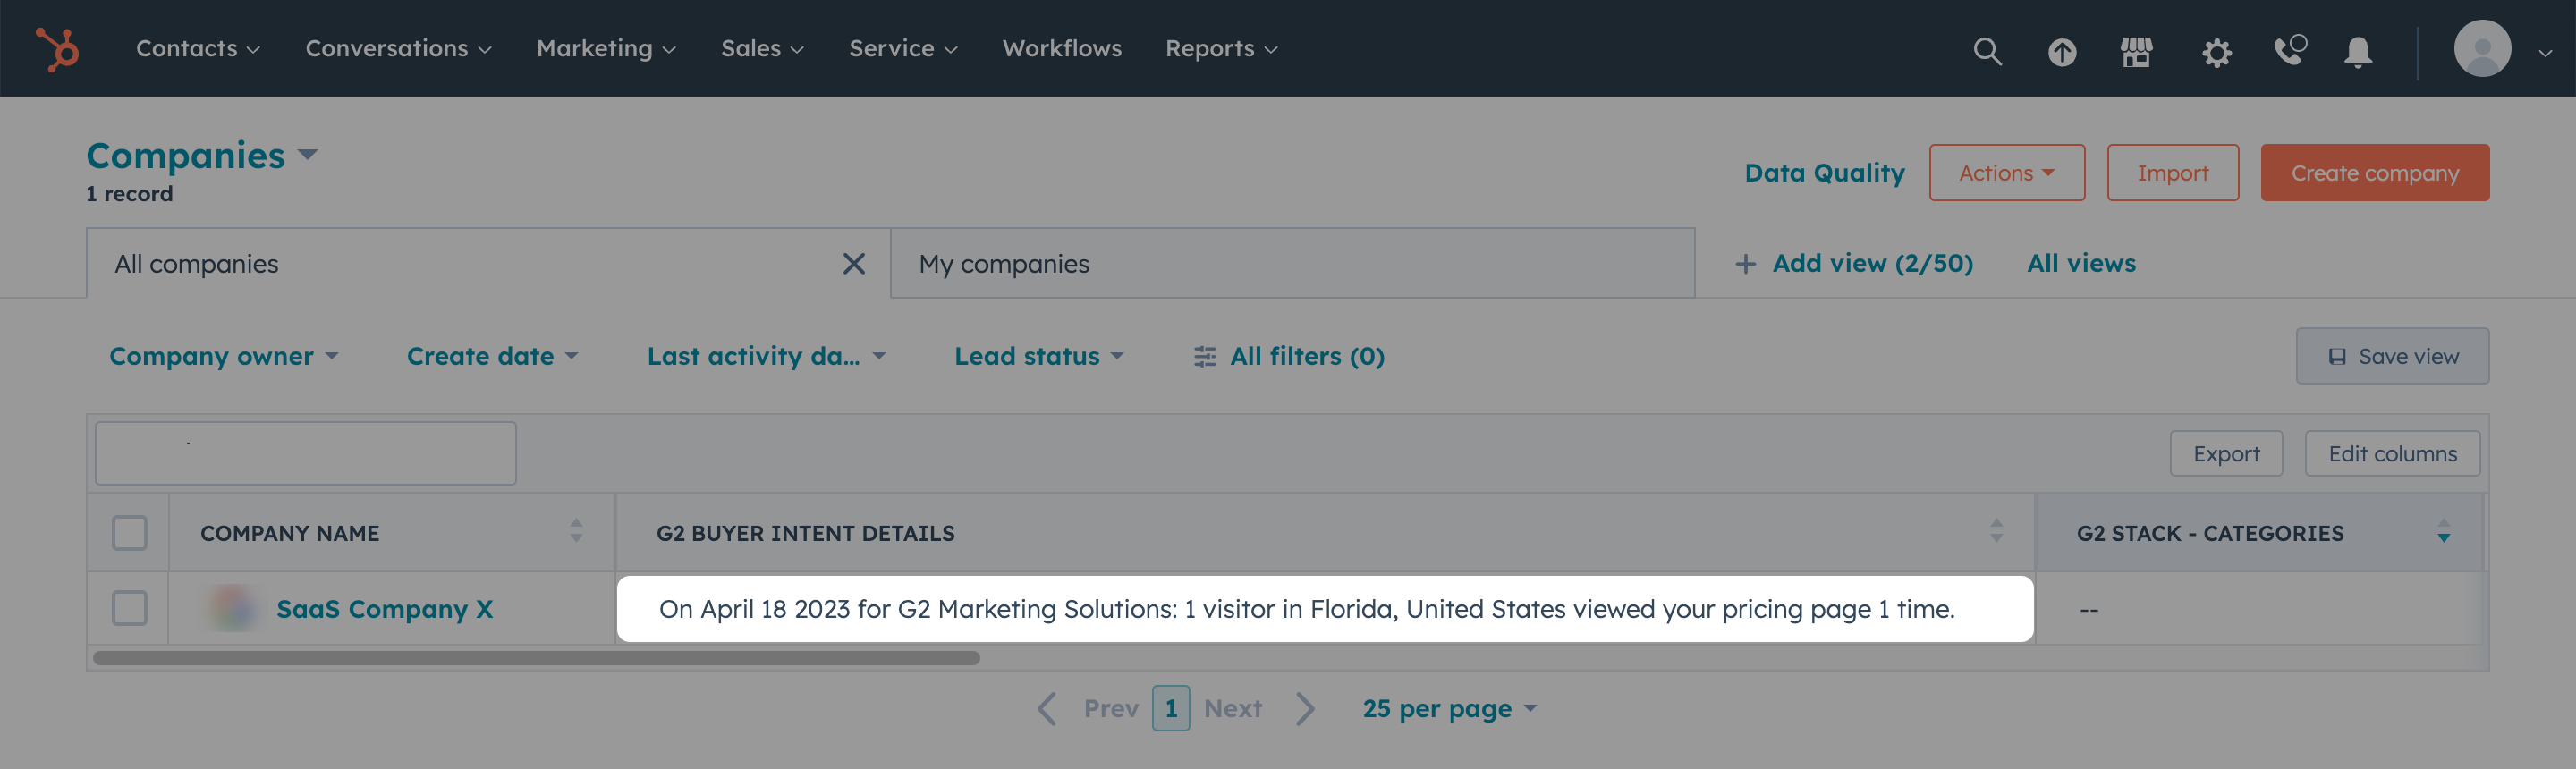 Contacts Conversations Marketing Sales Service Workflows Reports
Companies
1 record
Data Quality Actions Import Create company
All companies My companies + Add view (2/50) All views
Company owner Create date Last activity da... Lead status All filters (0) Save view
Export Edit columns
COMPANY NAME G2 BUYER INTENT DETAILS G2 STACK - CATEGORIES
SaaS Company X On April 18 2023 for G2 Marketing Solutions: 1 visitor in Florida, United States viewed your pricing page 1 time. --
Prev 1 Next 25 per page